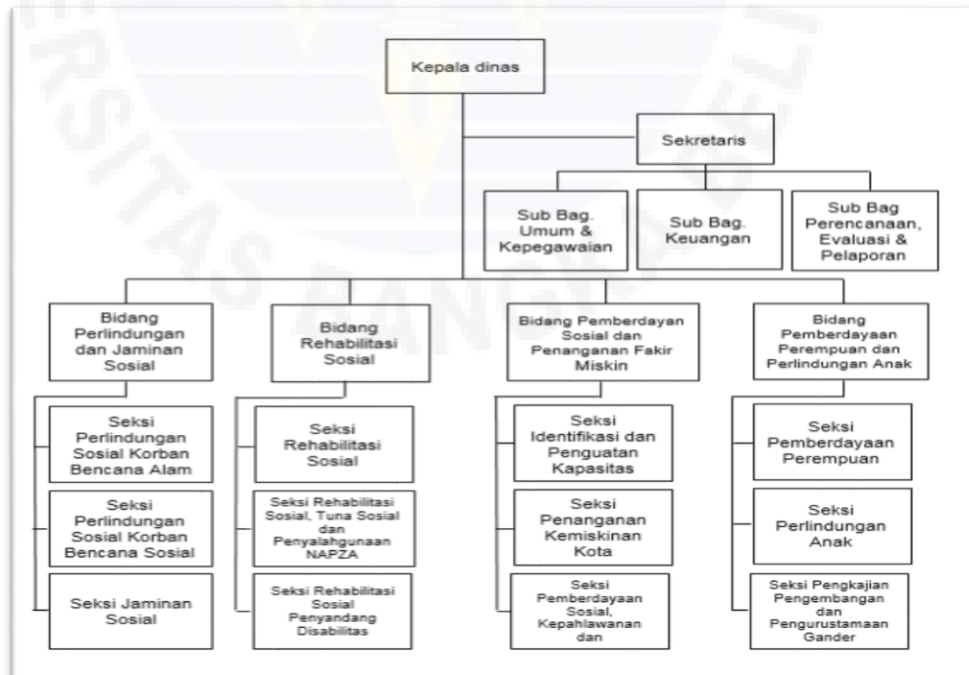 Kepala dinas
Sekretaris
Sub Bag.
Umum &
Kepegawaian
Sub Bag.
Keuangan
Sub Bag
Perencanaan,
Evaluasi &
Pelaporan
Bidang
Perlindungan
dan Jaminan
Sosial
Bidang
Rehabilitasi
Sosial
Bidang Pemberdayan
Sosial dan
Penanganan Fakir
Miskin
Bidang
Pemberdayaan
Perempuan dan
Perlindungan Anak
Seksi
Perlindungan
Sosial Korban
Bencana Alam
Seksi
Rehabilitasi
Sosial
Seksi
Identifikasi dan
Penguatan
Kapasitas
Seksi
Pemberdayaan
Perempuan
Seksi
Perlindungan
Sosial Korban
Bencana Sosial
Seksi Rehabilitasi
Sosial, Tuna Sosial
dan
Penyalahgunaan
NAPZA
Seksi
Penanganan
Kemiskinan
Kota
Seksi
Perlindungan
Anak
Seksi Jaminan
Sosial
Seksi Rehabilitasi
Sosial
Penyandang
Disabilitas
Seksi
Pemberdayaan
Sosial,
Kepahlawanan
dan
Seksi Pengkajian
Pengembangan
dan
Pengurustamaan
Gander
ERSITAS BANGKA BELI